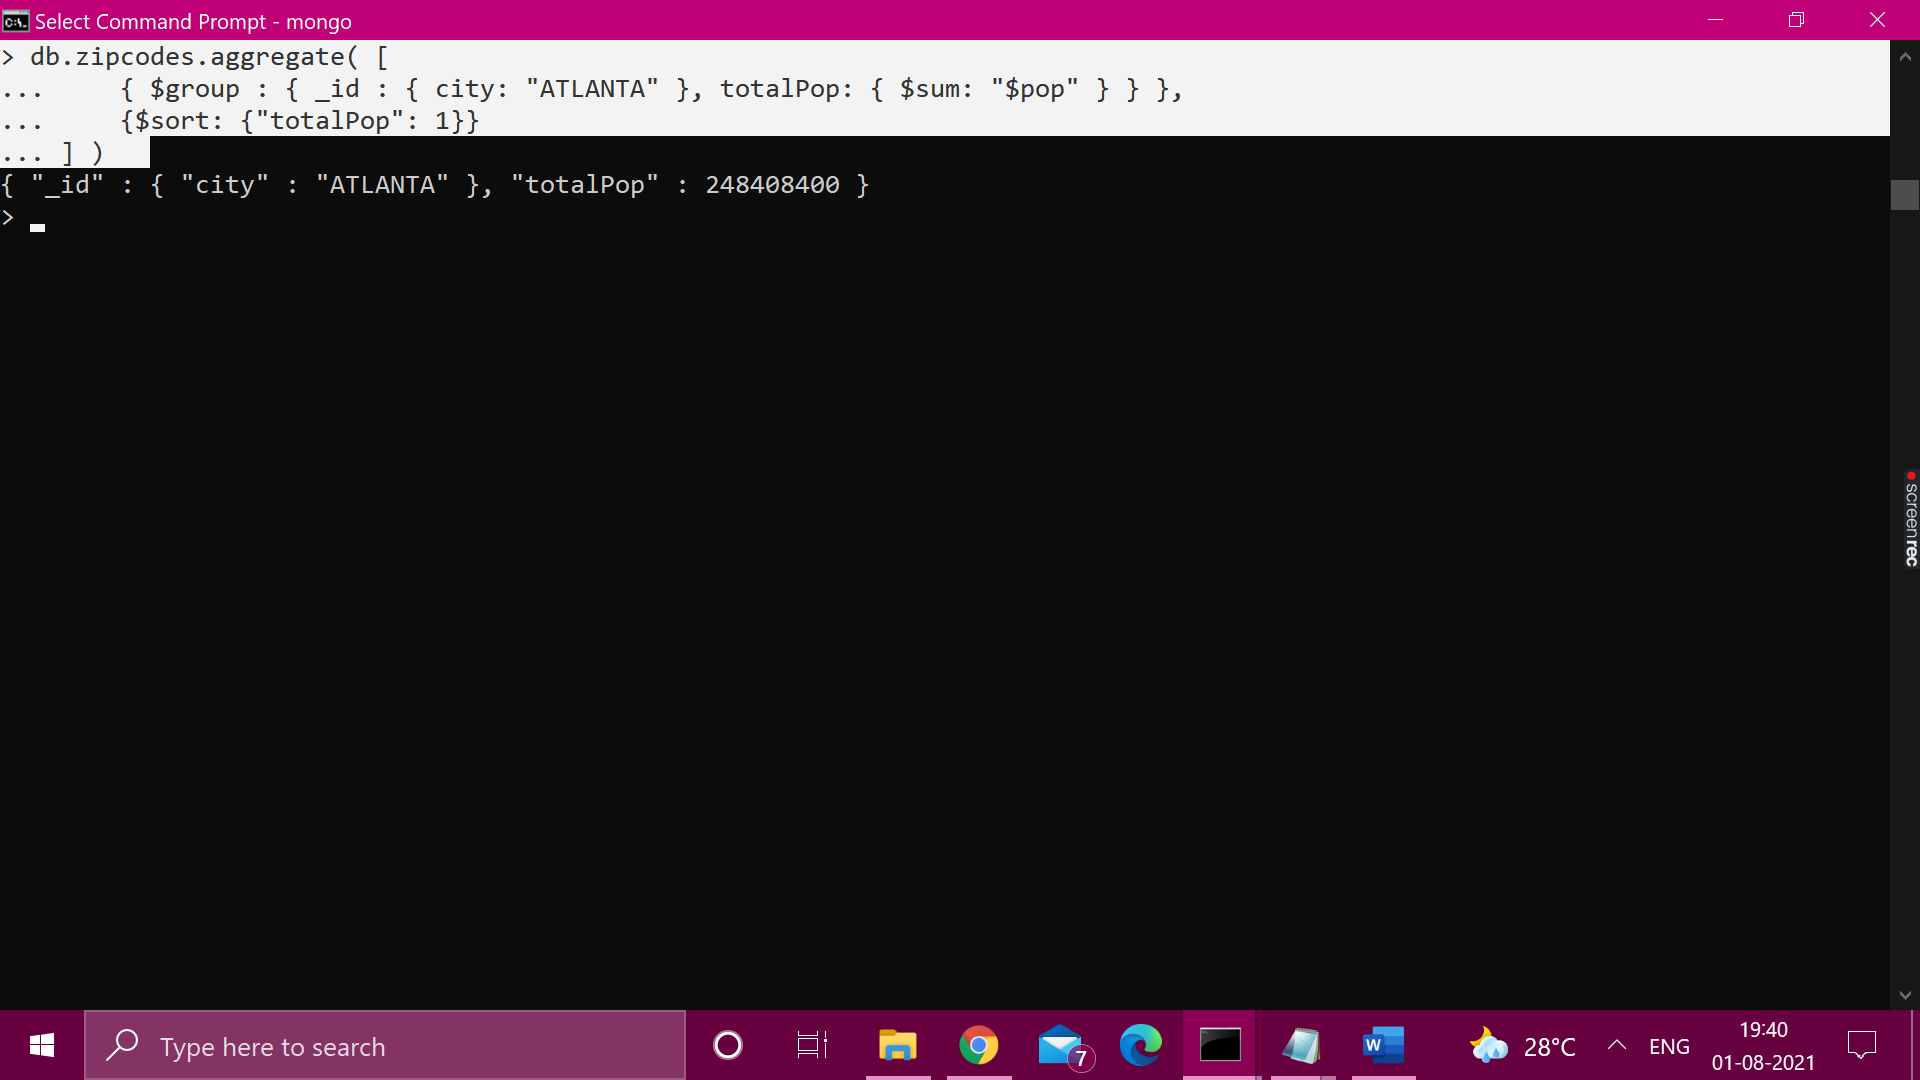 Select Command Prompt - mongo
> db.zipcodes.aggregate( [
...     { $group : { _id : { city: "ATLANTA" }, totalPop: { $sum: "$pop" } } },
...     {$sort: {"totalPop": 1}}
... ] )
{ "_id" : { "city" : "ATLANTA" }, "totalPop" : 248408400 }
>
screenrec
Type here to search
7
W
28°C
ENG
19:40
01-08-2021